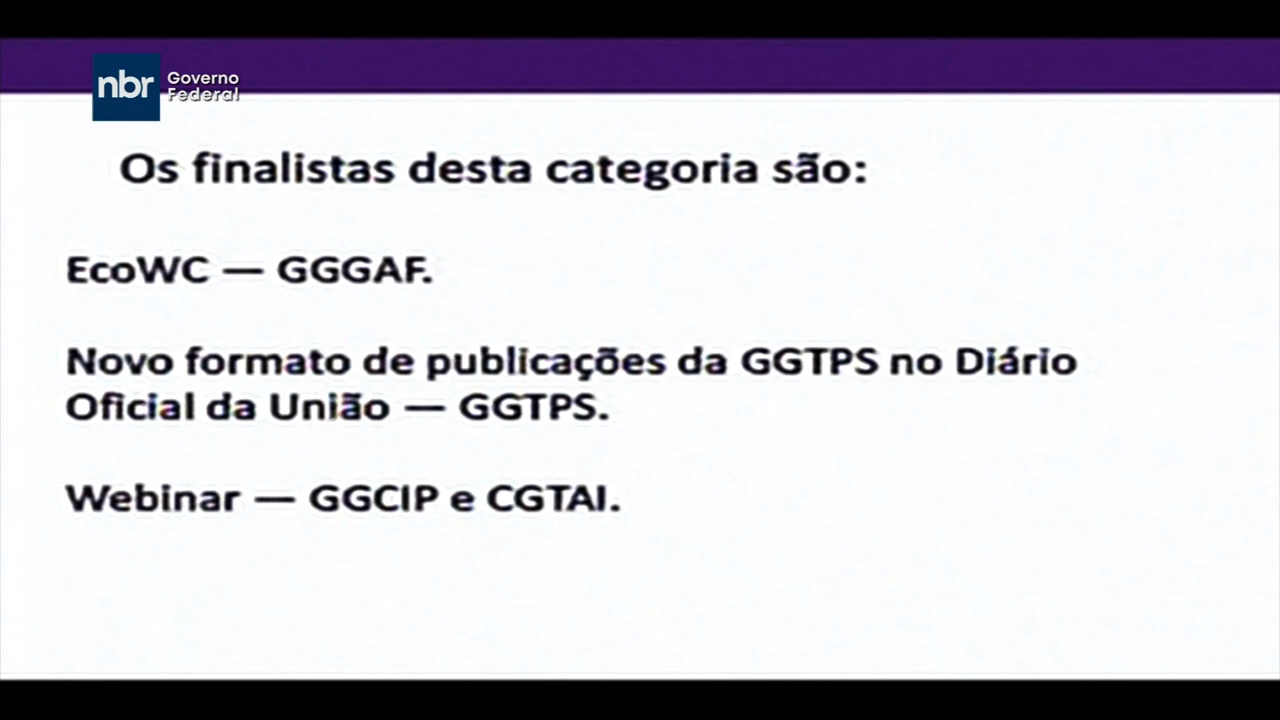 nbr
Governo
Federal
Os finalistas desta categoria são:
EcoWC — GGGAF.
Novo formato de publicações da GGTPS no Diário
Oficial da União — GGTPS.
Webinar — GGCIP e CGTAI.